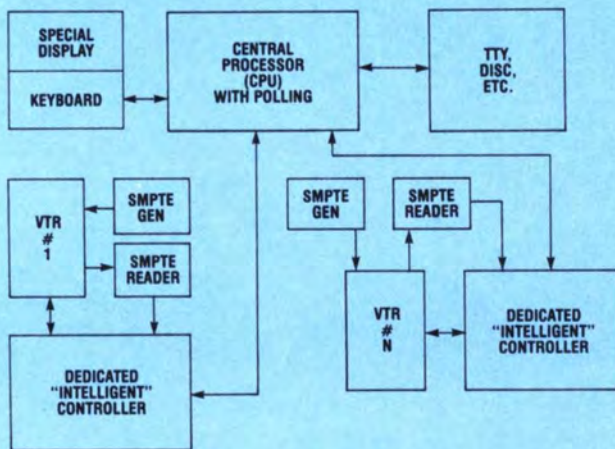 SPECIAL
DISPLAY
KEYBOARD
CENTRAL
PROCESSOR
(CPU)
WITH POLLING
TTY,
DISC,
ETC.
VTR
#
1
SMPTE
GEN
SMPTE
READER
DEDICATED
"INTELLIGENT"
CONTROLLER
SMPTE
GEN
SMPTE
READER
VTR
#
N
DEDICATED
"INTELLIGENT"
CONTROLLER